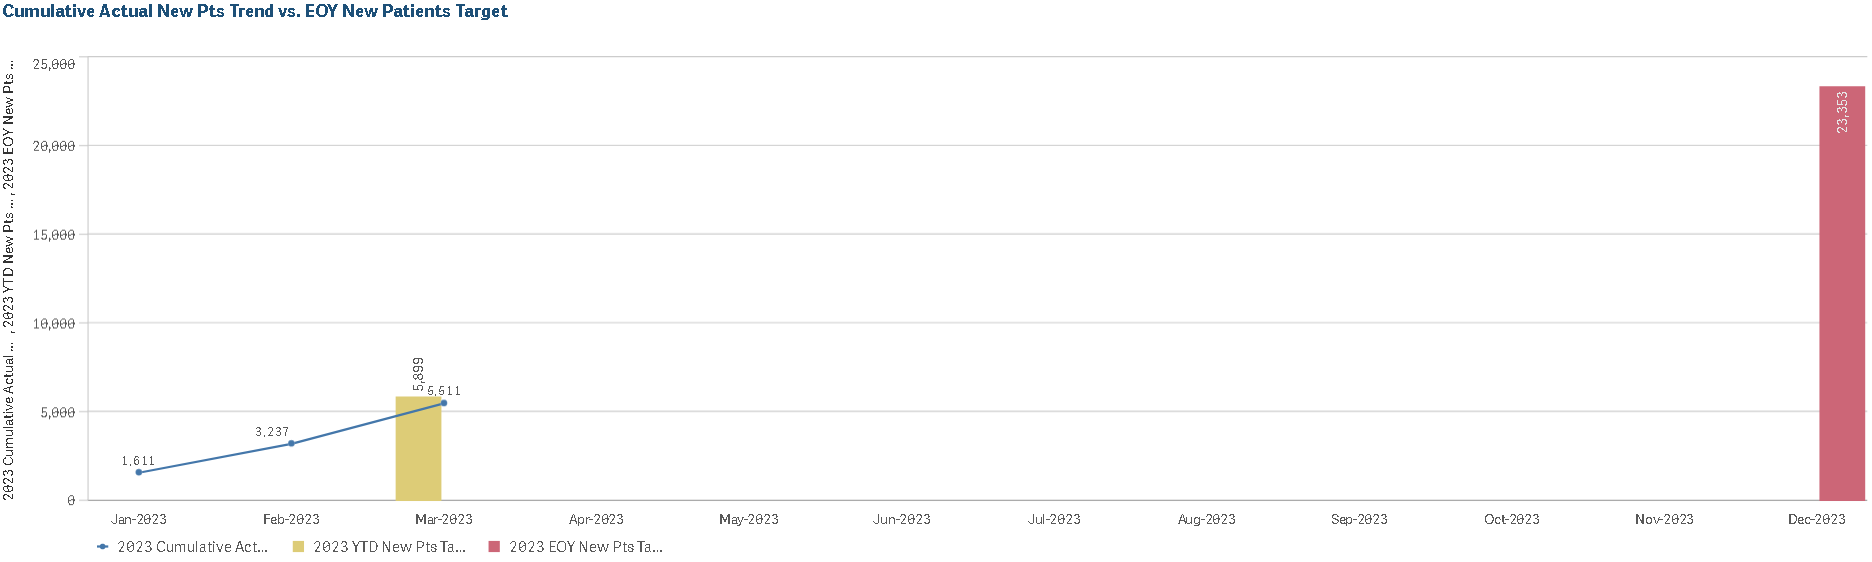 Cumulative Actual New Pts Trend vs. EOY New Patients Target
2023 Cumulative Actual ... , 2023 YTD New Pts ... , 2023 EOY New Pts ...
25,000
20,000
15,000
10,000
5,000
0
1,611
3,237
5,899
5,511
23,353
Jan-2023 Feb-2023 Mar-2023 Apr-2023 May-2023 Jun-2023 Jul-2023 Aug-2023 Sep-2023 Oct-2023 Nov-2023 Dec-2023
2023 Cumulative Act... 2023 YTD New Pts Ta... 2023 EOY New Pts Ta...